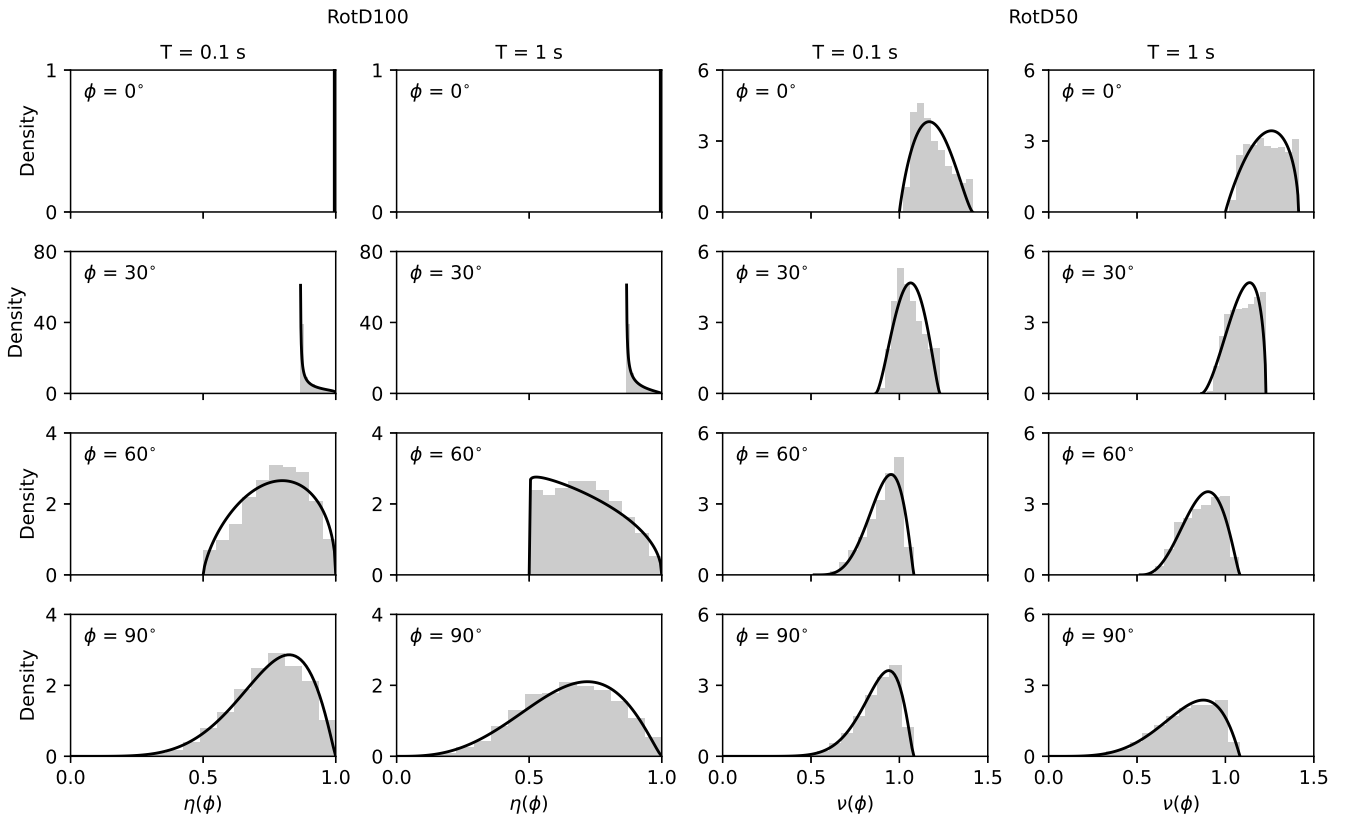 RotD100 RotD50
T = 0.1 s T = 1 s T = 0.1 s T = 1 s
1 1 6 6
ϕ = 0° ϕ = 0° ϕ = 0° ϕ = 0°
Density 3 3
0 0 0 0
80 80 6 6
ϕ = 30° ϕ = 30° ϕ = 30° ϕ = 30°
Density 40 40 3 3
0 0 0 0
4 4 6 6
ϕ = 60° ϕ = 60° ϕ = 60° ϕ = 60°
Density 2 2 3 3
0 0 0 0
4 4 6 6
ϕ = 90° ϕ = 90° ϕ = 90° ϕ = 90°
Density 2 2 3 3
0 0 0 0
0.0 0.5 1.0 0.0 0.5 1.0 0.0 0.5 1.0 1.5 0.0 0.5 1.0 1.5
η(ϕ) η(ϕ) ν(ϕ) ν(ϕ)